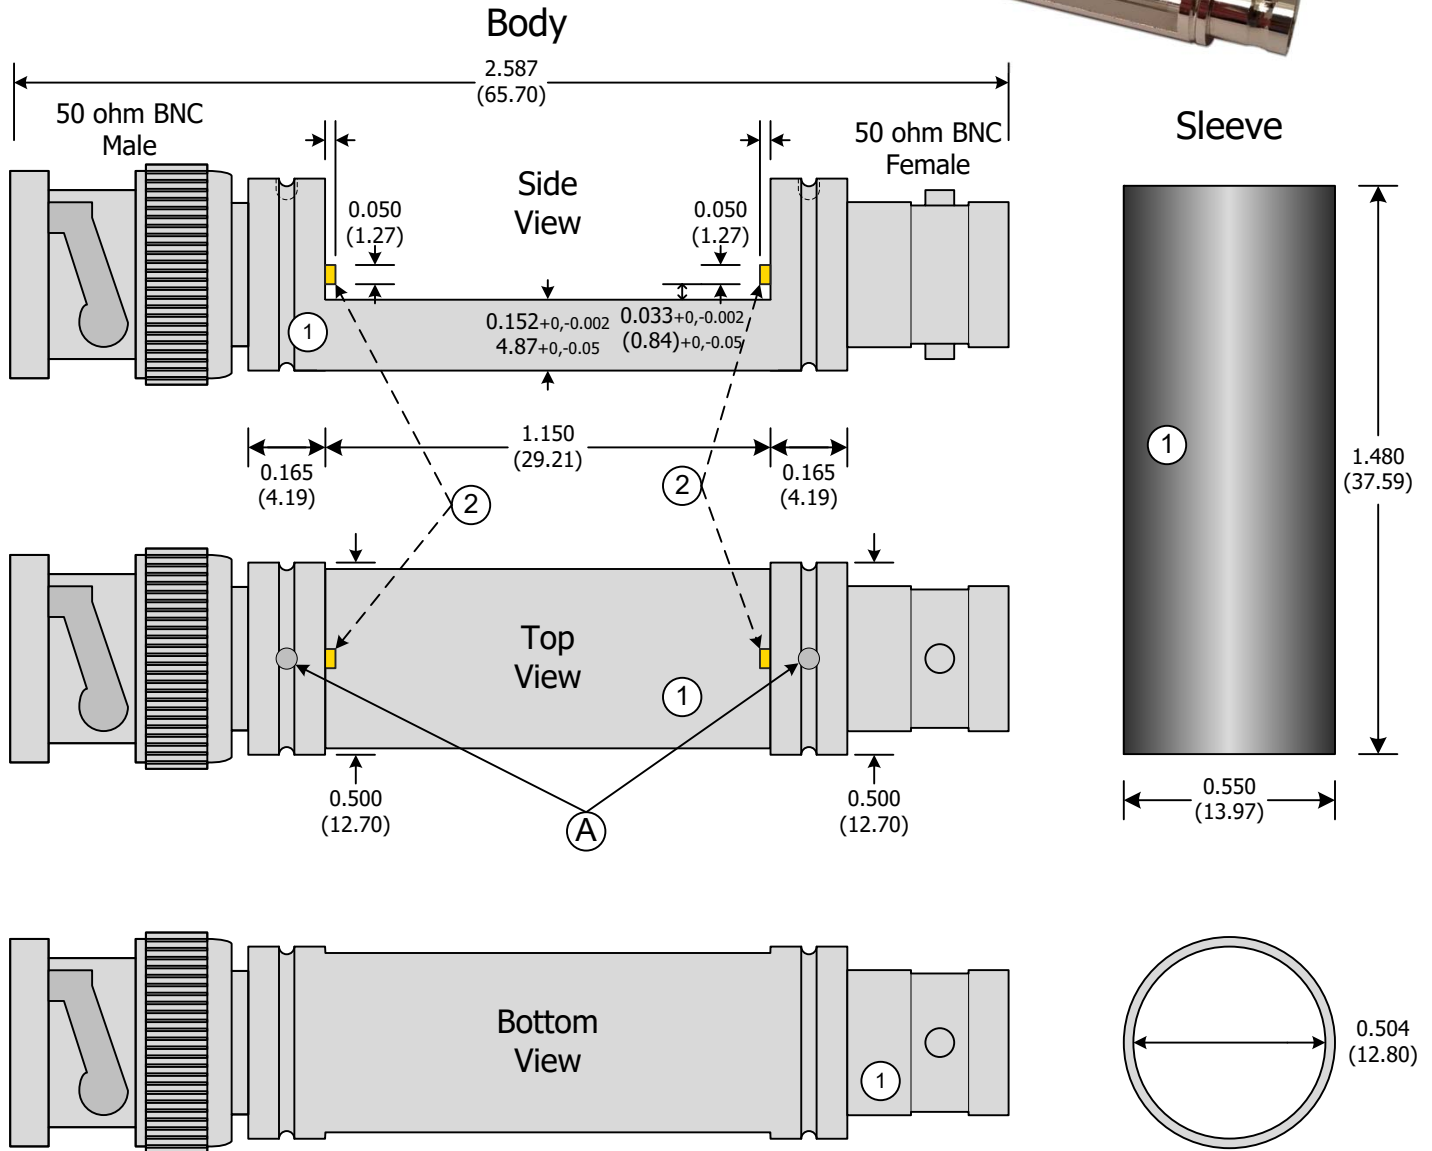 Body
2.587
(65.70)
50 ohm BNC
Male
50 ohm BNC
Female
Sleeve
Side
View
0.050
(1.27)
0.050
(1.27)
1
0.152+0,-0.002
4.87+0,-0.05
0.033+0,-0.002
(0.84)+0,-0.05
0.165
(4.19)
1.150
(29.21)
0.165
(4.19)
2
2
1
1.480
(37.59)
Top
View
1
0.500
(12.70)
A
0.500
(12.70)
0.550
(13.97)
Bottom
View
1
0.504
(12.80)